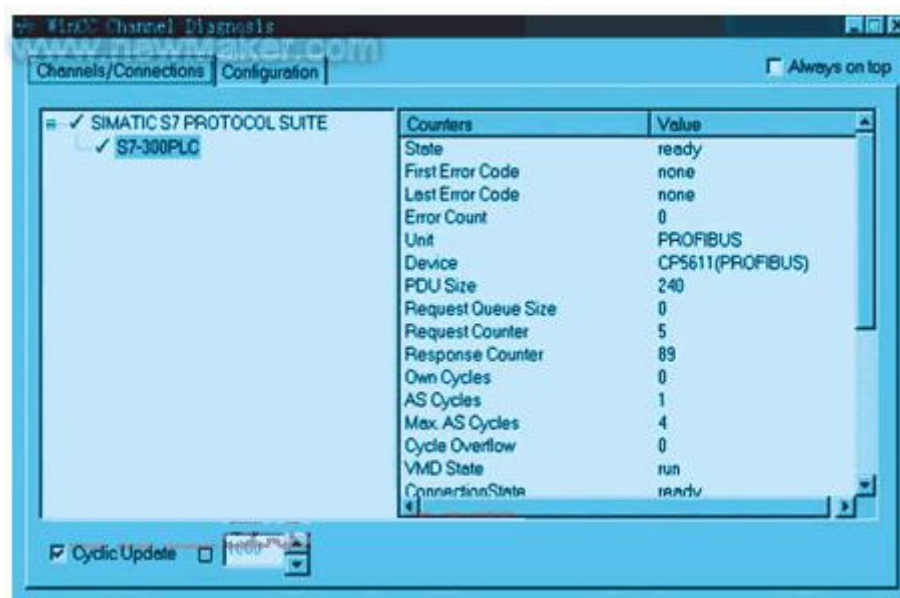 WinCC Channel Diagnosis
www.newMaker.com
Channels/Connections Configuration Always on top
SIMATIC S7 PROTOCOL SUITE
S7-300PLC
Counters Value
State ready
First Error Code none
Last Error Code none
Error Count 0
Unit PROFIBUS
Device CP5611(PROFIBUS)
PDU Size 240
Request Queue Size 0
Request Counter 5
Response Counter 89
Own Cycles 0
AS Cycles 1
Max. AS Cycles 4
Cycle Overflow 0
VMD State run
ConnectionState ready
Cyclic Update 1000